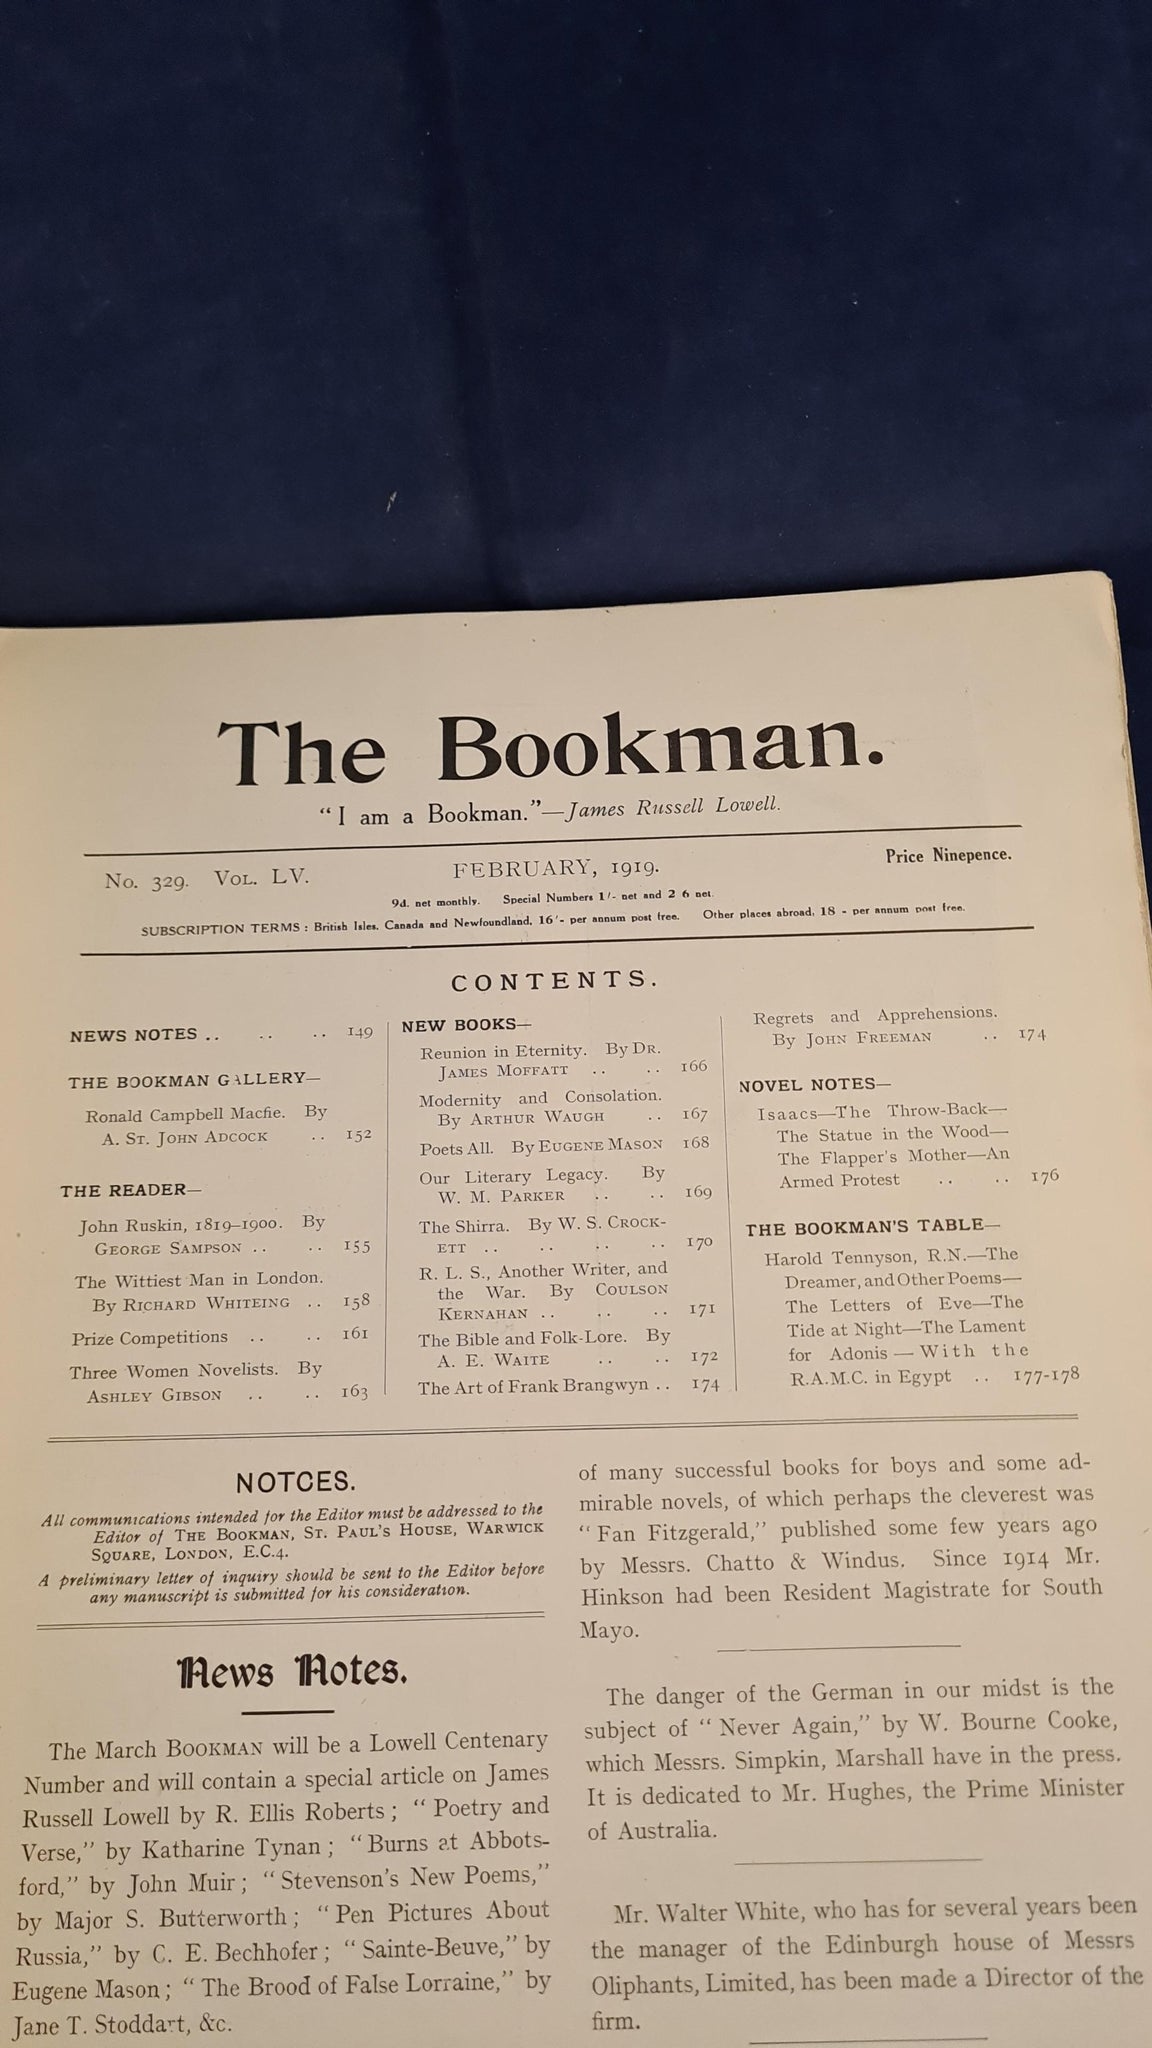 The Bookman.
“I am a Bookman.”—James Russell Lowell.
No. 329. Vol. LV.
FEBRUARY, 1919.
Price Ninepence.
9d. net monthly. Special Numbers 1/- net and 2 6 net.
SUBSCRIPTION TERMS : British Isles, Canada and Newfoundland, 16/- per annum post free. Other places abroad, 18 - per annum post free.
CONTENTS.
NEWS NOTES .. .. .. 149
THE BOOKMAN GALLERY—
Ronald Campbell Macfie. By
A. St. John Adcock .. 152
THE READER—
John Ruskin, 1819–1900. By
George Sampson .. .. 155
The Wittiest Man in London.
By Richard Whiteing .. 158
Prize Competitions .. .. 161
Three Women Novelists. By
Ashley Gibson .. .. 163
NEW BOOKS—
Reunion in Eternity. By Dr.
James Moffatt .. .. 166
Modernity and Consolation.
By Arthur Waugh .. 167
Poets All. By Eugene Mason 168
Our Literary Legacy. By
W. M. Parker .. .. 169
The Shirra. By W. S. Crock-
ett .. .. .. .. 170
R. L. S., Another Writer, and
the War. By Coulson
Kernahan .. .. .. 171
The Bible and Folk-Lore. By
A. E. Waite .. .. 172
The Art of Frank Brangwyn .. 174
Regrets and Apprehensions.
By John Freeman .. 174
NOVEL NOTES—
Isaacs—The Throw-Back—
The Statue in the Wood—
The Flapper's Mother—An
Armed Protest .. .. 176
THE BOOKMAN'S TABLE—
Harold Tennyson, R.N.—The
Dreamer, and Other Poems—
The Letters of Eve—The
Tide at Night—The Lament
for Adonis — With the
R.A.M.C. in Egypt .. 177-178
NOTCES.
All communications intended for the Editor must be addressed to the
Editor of The Bookman, St. Paul's House, Warwick
Square, London, E.C.4.
A preliminary letter of inquiry should be sent to the Editor before
any manuscript is submitted for his consideration.
News Notes.
The March Bookman will be a Lowell Centenary
Number and will contain a special article on James
Russell Lowell by R. Ellis Roberts ; “Poetry and
Verse,” by Katharine Tynan ; “Burns at Abbots-
ford,” by John Muir ; “Stevenson's New Poems,”
by Major S. Butterworth ; “Pen Pictures About
Russia,” by C. E. Bechhofer ; “Sainte-Beuve,” by
Eugene Mason ; “The Brood of False Lorraine,” by
Jane T. Stoddart, &c.
of many successful books for boys and some ad-
mirable novels, of which perhaps the cleverest was
“Fan Fitzgerald,” published some few years ago
by Messrs. Chatto & Windus. Since 1914 Mr.
Hinkson had been Resident Magistrate for South
Mayo.
The danger of the German in our midst is the
subject of “Never Again,” by W. Bourne Cooke,
which Messrs. Simpkin, Marshall have in the press.
It is dedicated to Mr. Hughes, the Prime Minister
of Australia.
Mr. Walter White, who has for several years been
the manager of the Edinburgh house of Messrs
Oliphants, Limited, has been made a Director of the
firm.